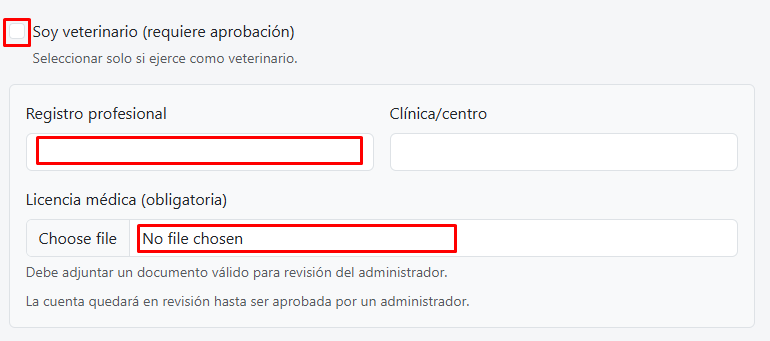 Soy veterinario (requiere aprobación)
Seleccionar solo si ejerce como veterinario.
Registro profesional
Clínica/centro
Licencia médica (obligatoria)
Choose file No file chosen
Debe adjuntar un documento válido para revisión del administrador.
La cuenta quedará en revisión hasta ser aprobada por un administrador.